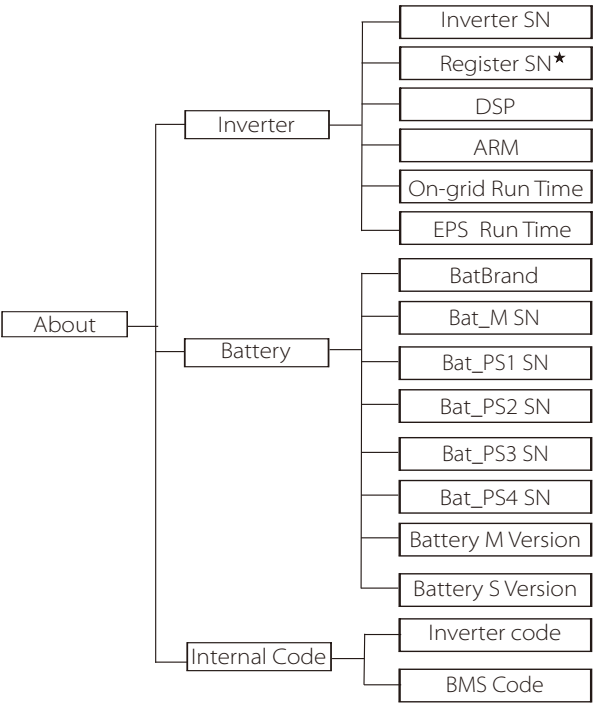 About
Inverter
Inverter SN
Register SN★
DSP
ARM
On-grid Run Time
EPS Run Time
Battery
BatBrand
Bat_M SN
Bat_PS1 SN
Bat_PS2 SN
Bat_PS3 SN
Bat_PS4 SN
Battery M Version
Battery S Version
Internal Code
Inverter code
BMS Code